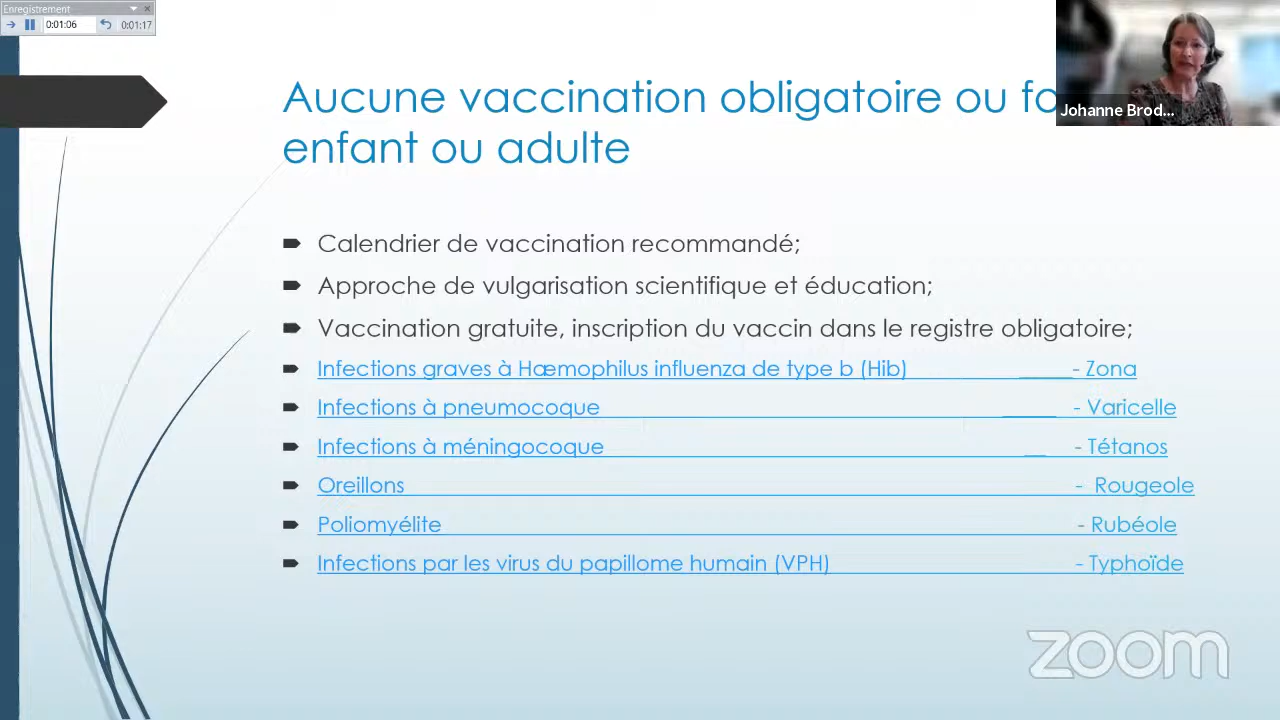 Enregistrement
0:01:06
0:01:17
Johanne Brod...
Aucune vaccination obligatoire ou
enfant ou adulte
Calendrier de vaccination recommandé;
Approche de vulgarisation scientifique et éducation;
Vaccination gratuite, inscription du vaccin dans le registre obligatoire;
Infections graves à Hæmophilus influenza de type b (Hib) - Zona
Infections à pneumocoque - Varicelle
Infections à méningocoque - Tétanos
Oreillons - Rougeole
Poliomyélite - Rubéole
Infections par les virus du papillome humain (VPH) - Typhoïde
zoom